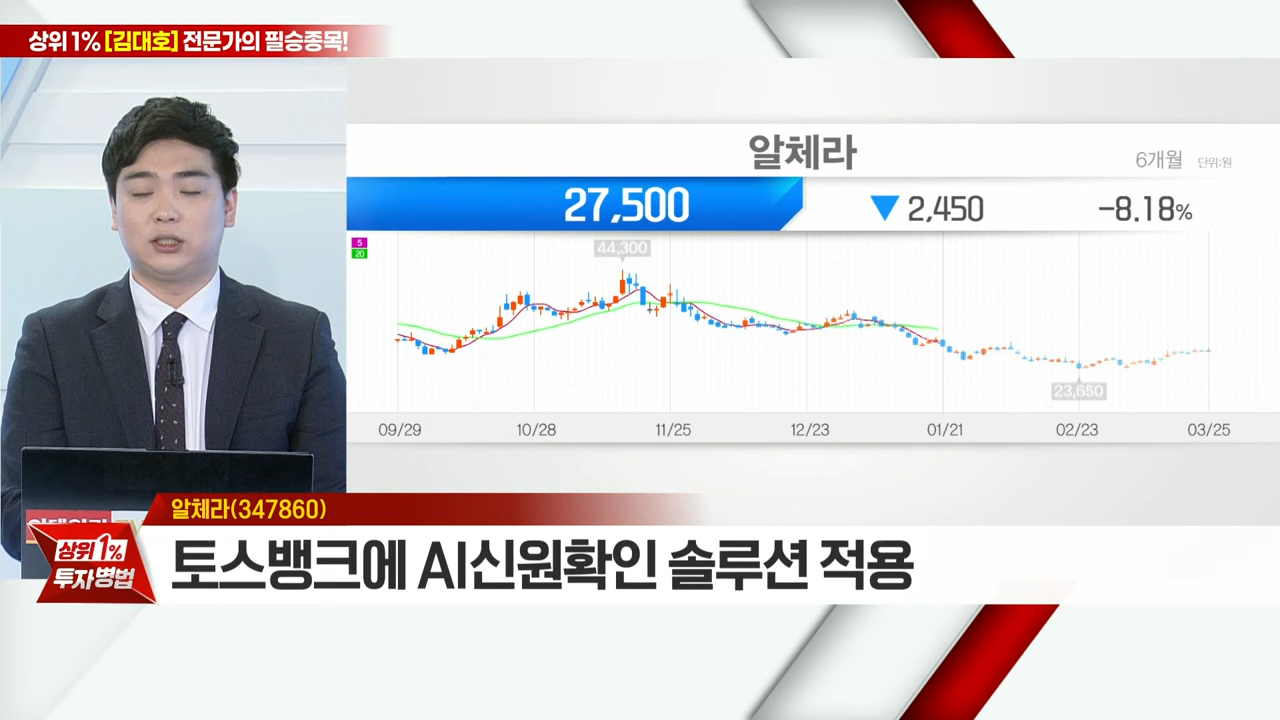 상위 1% [김대호] 전문가의 필승종목!
알체라
6개월 단위:원
27,500 ▼ 2,450 -8.18%
5
20
44,300
23,650
09/29 10/28 11/25 12/23 01/21 02/23 03/25
알체라(347860)
상위 1%
투자병법
토스뱅크에 AI신원확인 솔루션 적용